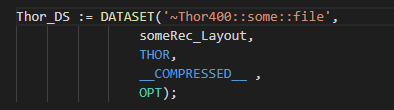 Thor_DS := DATASET('~Thor400::some::file',
someRec_Layout,
THOR,
__COMPRESSED__ ,
OPT);